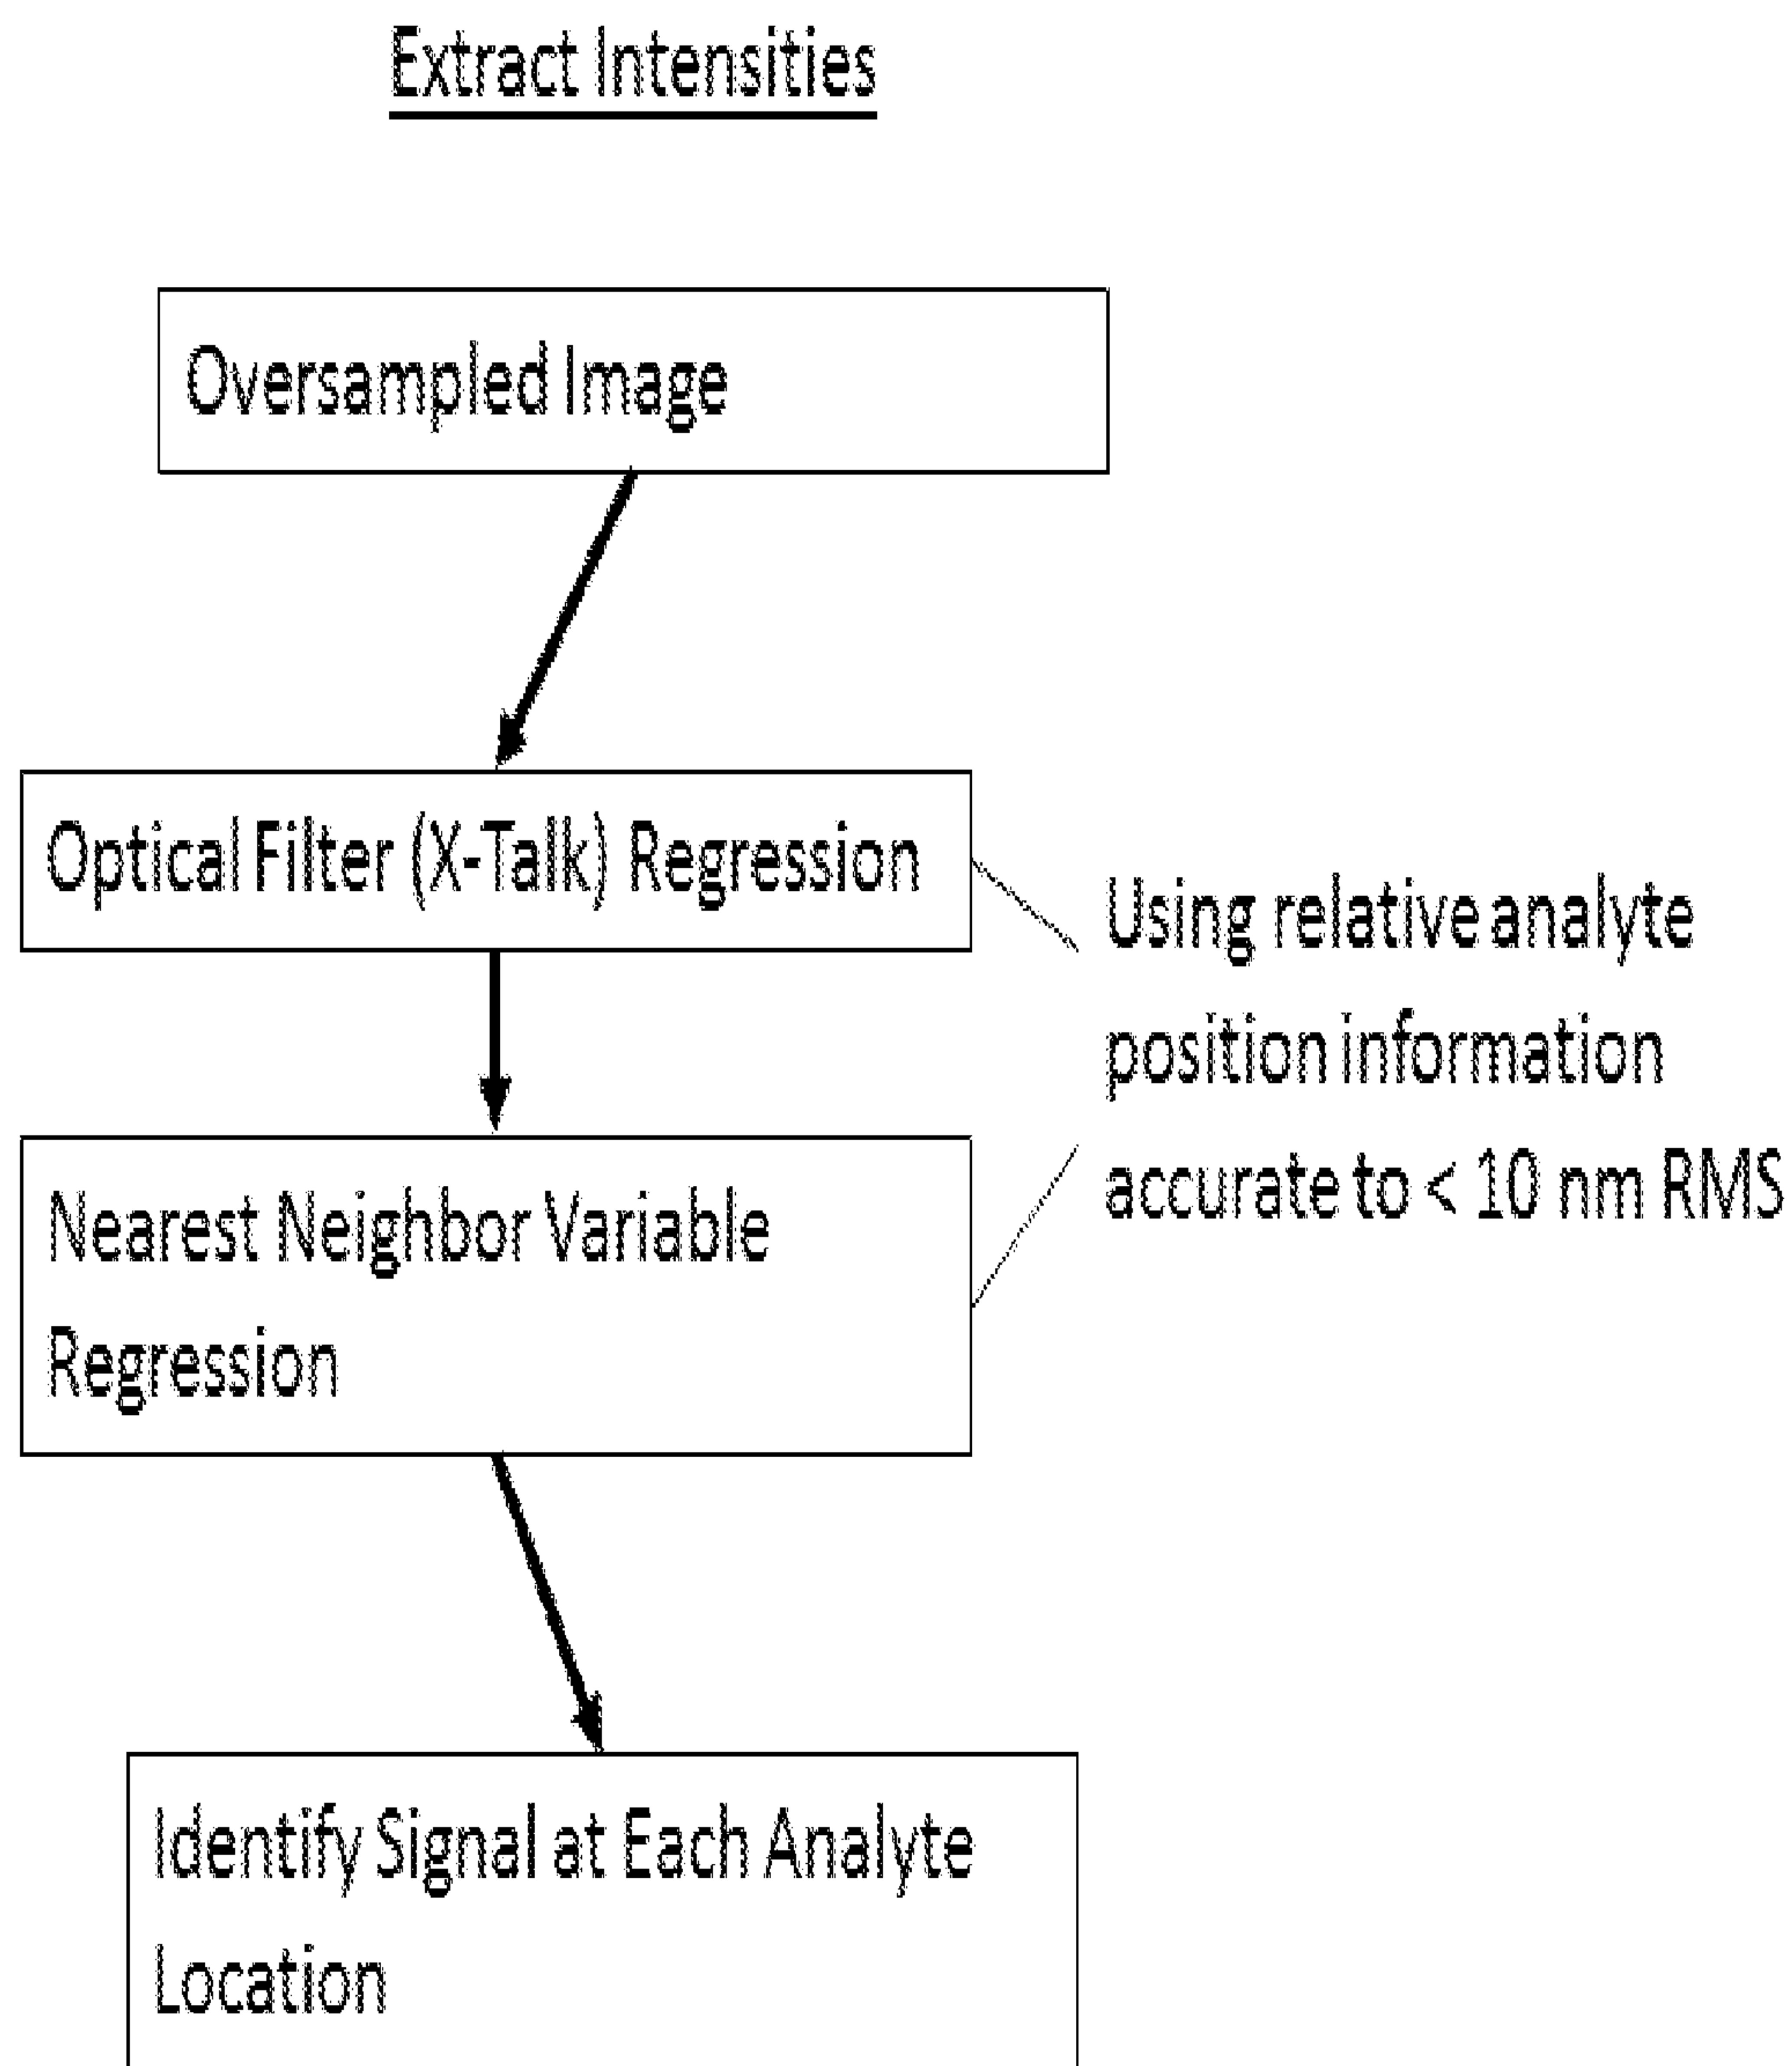 Extract Intensities
Oversampled Image
Optical Filter (X-Talk) Regression
Using relative analyte
position information
accurate to < 10 nm RMS
Nearest Neighbor Variable
Regression
Identify Signal at Each Analyte
Location